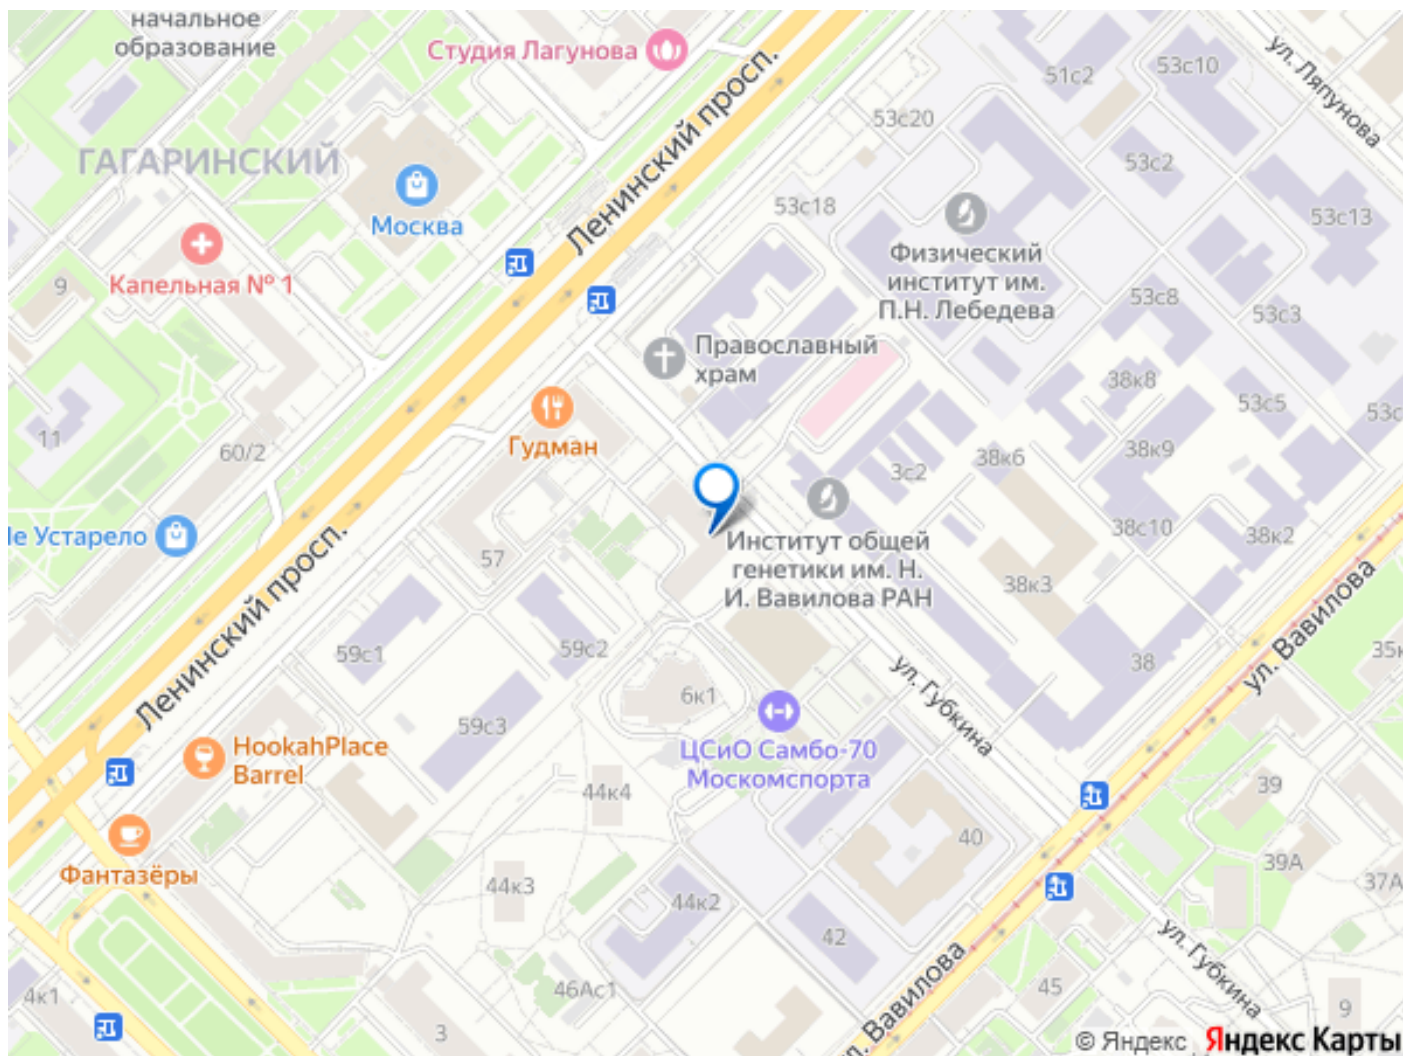 начальное
образование
Студия Лагунова
Ленинский просп.
51с2
53с10
ул. Ляпунова
53с20
53с2
ГАГАРИНСКИЙ
Москва
53с18
53с13
Капельная № 1
9
Физический
институт им.
П.Н. Лебедева
53с8
53с3
Православный
храм
38к8
53с5
53с
11
60/2
Гудман
3с2
38к6
38к9
38с10
38к2
Не Устарело
57
Институт общей
генетики им. Н.
И. Вавилова РАН
38к3
Ленинский просп.
59с1
59с2
38
ул. Вавилова
35к
6к1
ул. Губкина
59с3
HookahPlace
Barrel
ЦСиО Самбо-70
Москомспорта
44к4
39
40
Фантазёры
44к3
44к2
39А
37А
42
ул. Вавилова
ул. Губкина
46Ас1
4к1
45
3
9
© Яндекс Яндекс Карты